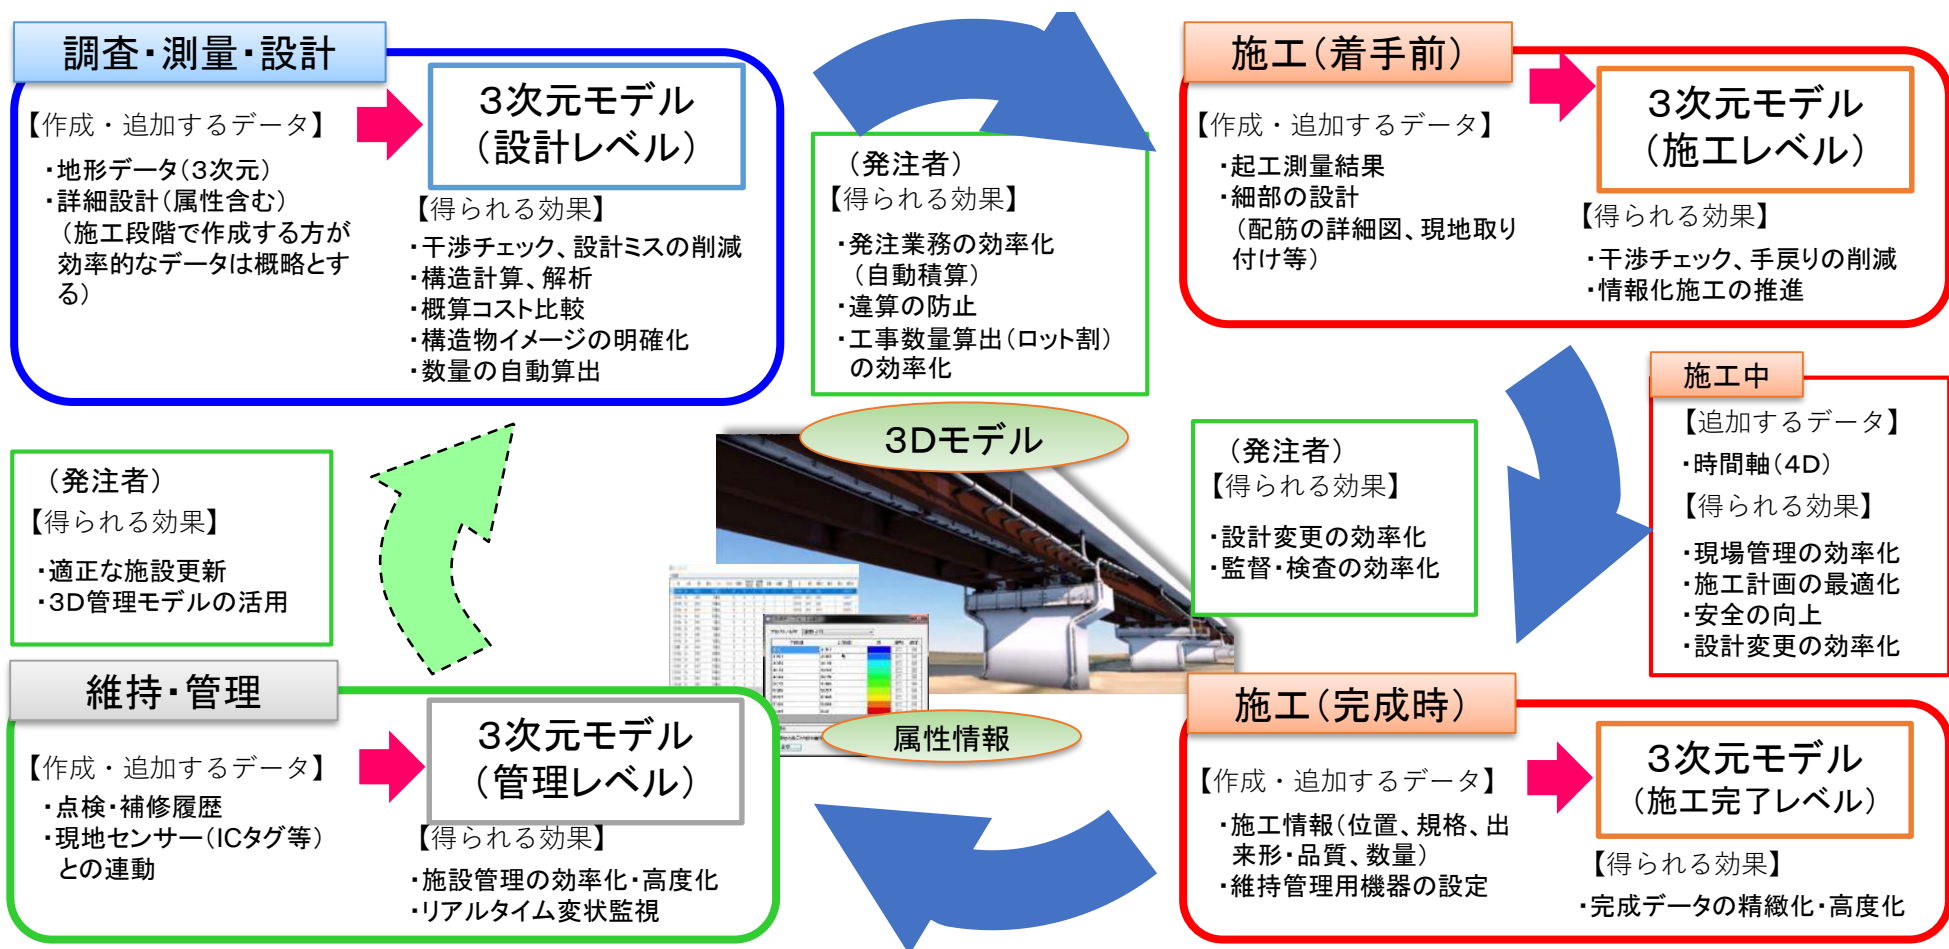 調査・測量・設計
【作成・追加するデータ】
・地形データ(3次元)
・詳細設計(属性含む)
(施工段階で作成する方が
効率的なデータは概略とす
る)
3次元モデル
(設計レベル)
【得られる効果】
・干渉チェック、設計ミスの削減
・構造計算、解析
・概算コスト比較
・構造物イメージの明確化
・数量の自動算出
(発注者)
【得られる効果】
・発注業務の効率化
(自動積算)
・違算の防止
・工事数量算出(ロット割)
の効率化
施工(着手前)
【作成・追加するデータ】
・起工測量結果
・細部の設計
(配筋の詳細図、現地取り
付け等)
3次元モデル
(施工レベル)
【得られる効果】
・干渉チェック、手戻りの削減
・情報化施工の推進
施工中
【追加するデータ】
・時間軸(4D)
【得られる効果】
・現場管理の効率化
・施工計画の最適化
・安全の向上
・設計変更の効率化
(発注者)
【得られる効果】
・設計変更の効率化
・監督・検査の効率化
3Dモデル
属性情報
(発注者)
【得られる効果】
・適正な施設更新
・3D管理モデルの活用
維持・管理
【作成・追加するデータ】
・点検・補修履歴
・現地センサー(ICタグ等)
との連動
3次元モデル
(管理レベル)
【得られる効果】
・施設管理の効率化・高度化
・リアルタイム変状監視
施工(完成時)
【作成・追加するデータ】
・施工情報(位置、規格、出
来形・品質、数量)
・維持管理用機器の設定
3次元モデル
(施工完了レベル)
【得られる効果】
・完成データの精緻化・高度化